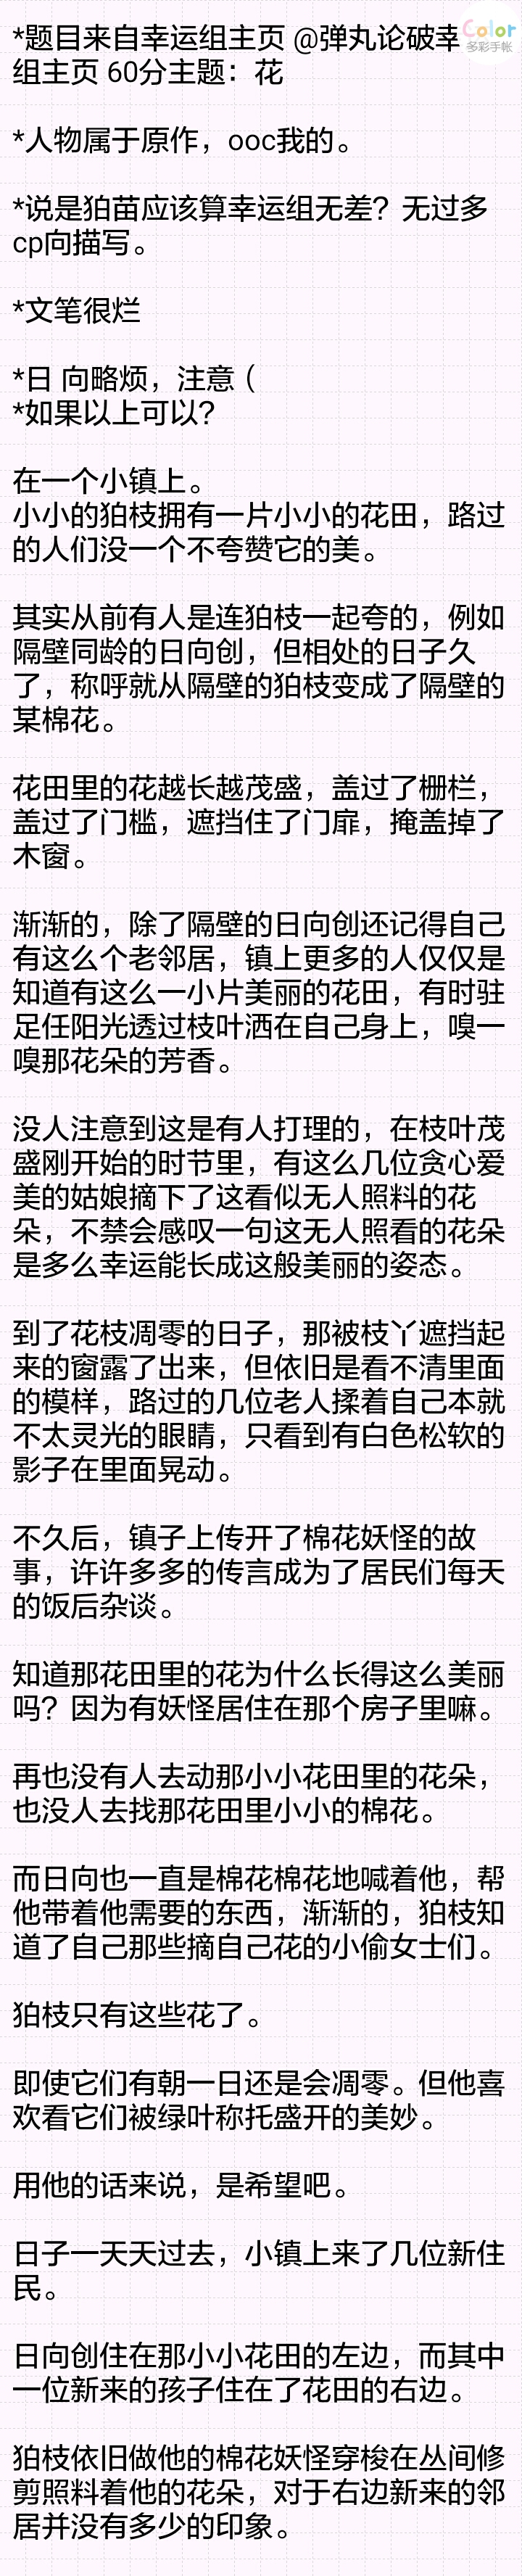 *题目来自幸运组主页 @弹丸论破幸
Color
多彩手帐
组主页 60分主题：花
*人物属于原作，ooc我的。
*说是狛苗应该算幸运组无差？无过多
cp向描写。
*文笔很烂
*日 向略烦，注意（
*如果以上可以？
在一个小镇上。
小小的狛枝拥有一片小小的花田，路过
的人们没一个不夸赞它的美。
其实从前有人是连狛枝一起夸的，例如
隔壁同龄的日向创，但相处的日子久
了，称呼就从隔壁的狛枝变成了隔壁的
某棉花。
花田里的花越长越茂盛，盖过了栅栏，
盖过了门槛，遮挡住了门扉，掩盖掉了
木窗。
渐渐的，除了隔壁的日向创还记得自己
有这么个老邻居，镇上更多的人仅仅是
知道有这么一小片美丽的花田，有时驻
足任阳光透过枝叶洒在自己身上，嗅一
嗅那花朵的芳香。
没人注意到这是有人打理的，在枝叶茂
盛刚开始的时节里，有这么几位贪心爱
美的姑娘摘下了这看似无人照料的花
朵，不禁会感叹一句这无人照看的花朵
是多么幸运能长成这般美丽的姿态。
到了花枝凋零的日子，那被枝丫遮挡起
来的窗露了出来，但依旧是看不清里面
的模样，路过的几位老人揉着自己本就
不太灵光的眼睛，只看到有白色松软的
影子在里面晃动。
不久后，镇子上传开了棉花妖怪的故
事，许许多多的传言成为了居民们每天
的饭后杂谈。
知道那花田里的花为什么长得这么美丽
吗？因为有妖怪居住在那个房子里嘛。
再也没有人去动那小小花田里的花朵，
也没人去找那花田里小小的棉花。
而日向也一直是棉花棉花地喊着他，帮
他带着他需要的东西，渐渐的，狛枝知
道了自己那些摘自己花的小偷女士们。
狛枝只有这些花了。
即使它们有朝一日还是会凋零。但他喜
欢看它们被绿叶称托盛开的美妙。
用他的话来说，是希望吧。
日子一天天过去，小镇上来了几位新住
民。
日向创住在那小小花田的左边，而其中
一位新来的孩子住在了花田的右边。
狛枝依旧做他的棉花妖怪穿梭在丛间修
剪照料着他的花朵，对于右边新来的邻
居并没有多少的印象。